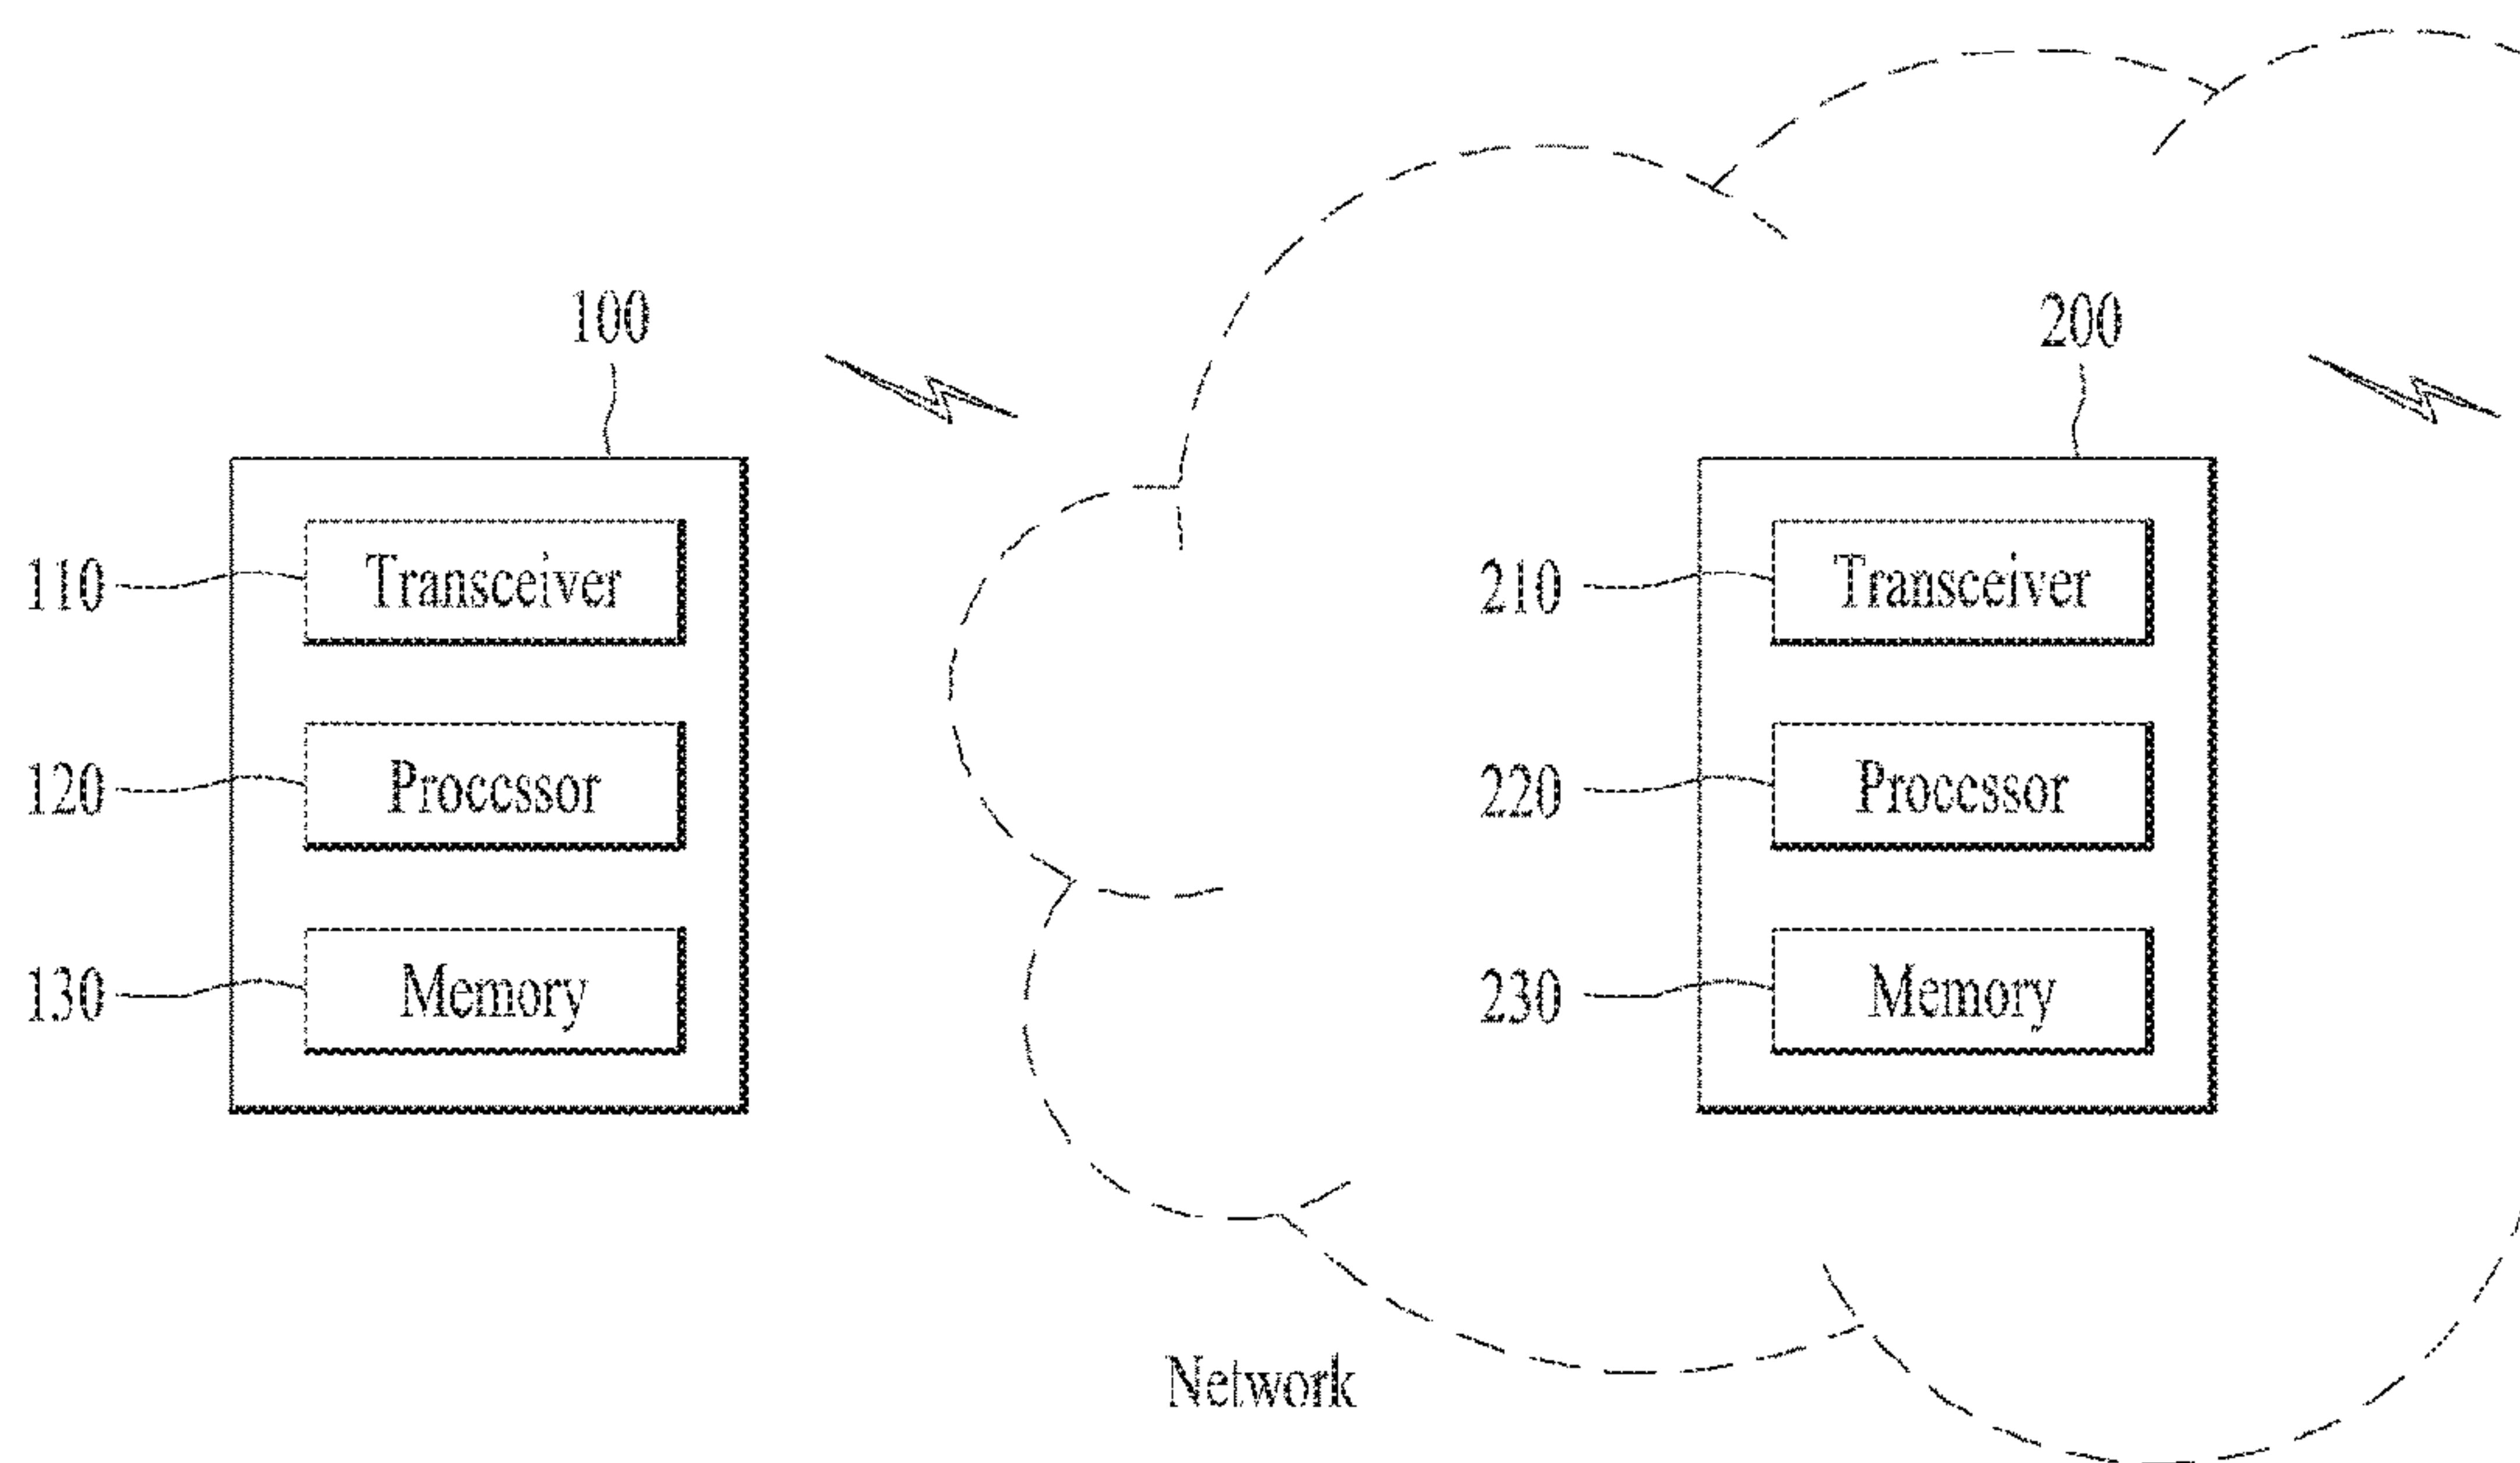 100
200
110
Transceiver
210
Transceiver
120
Processor
220
Processor
130
Memory
230
Memory
Network